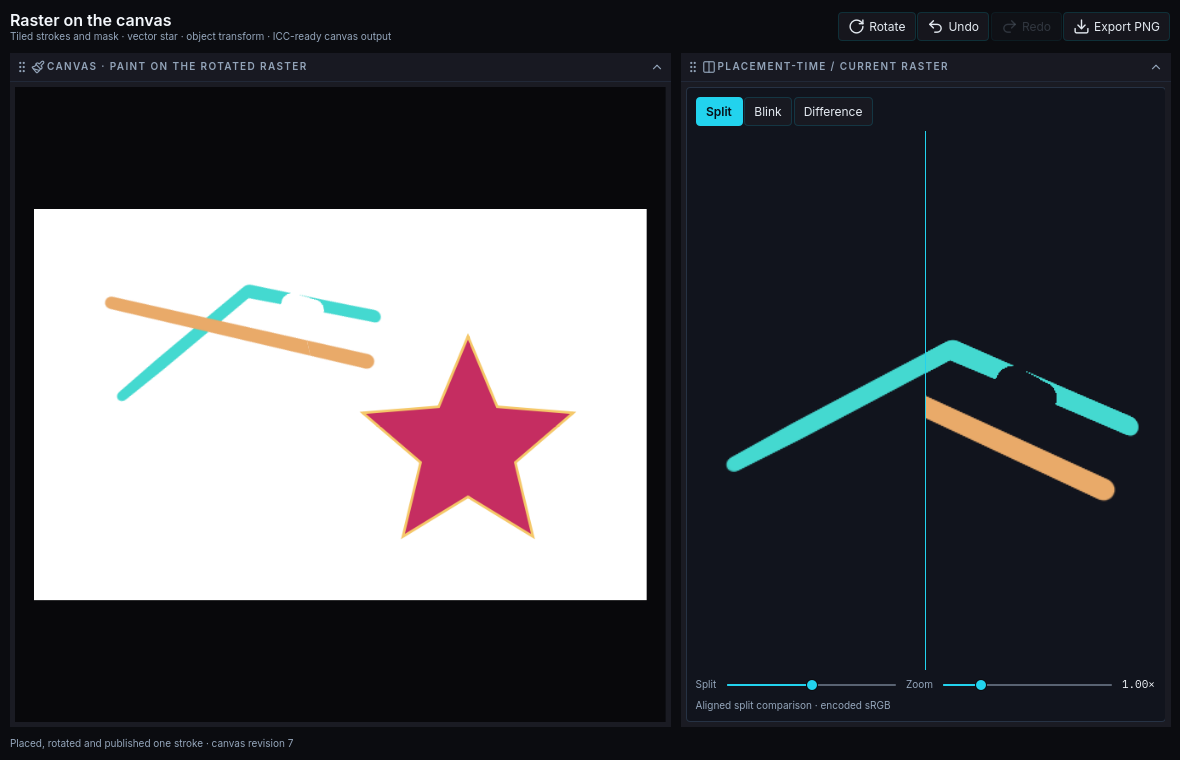 Raster on the canvas
Tiled strokes and mask · vector star · object transform · ICC-ready canvas output
Rotate
Undo
Redo
Export PNG
CANVAS · PAINT ON THE ROTATED RASTER
PLACEMENT-TIME / CURRENT RASTER
Split
Blink
Difference
Split
Zoom
1.00×
Aligned split comparison · encoded sRGB
Placed, rotated and published one stroke · canvas revision 7